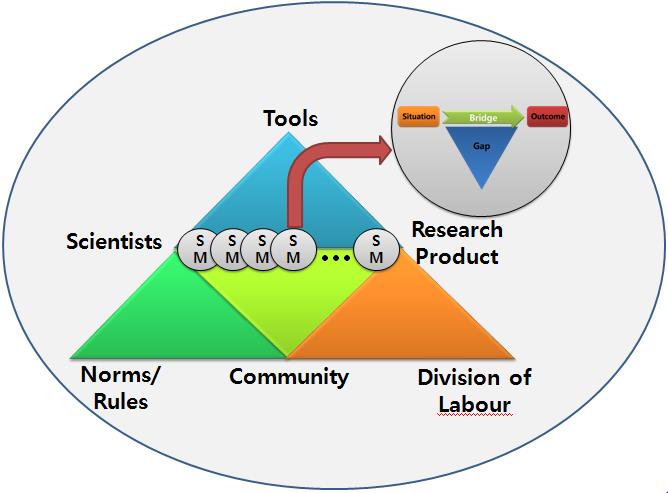 Tools
Situation
Bridge
Outcome
Gap
Scientists
S
M
S
M
S
M
S
M
...
S
M
Research
Product
Norms/
Rules
Community
Division of
Labour